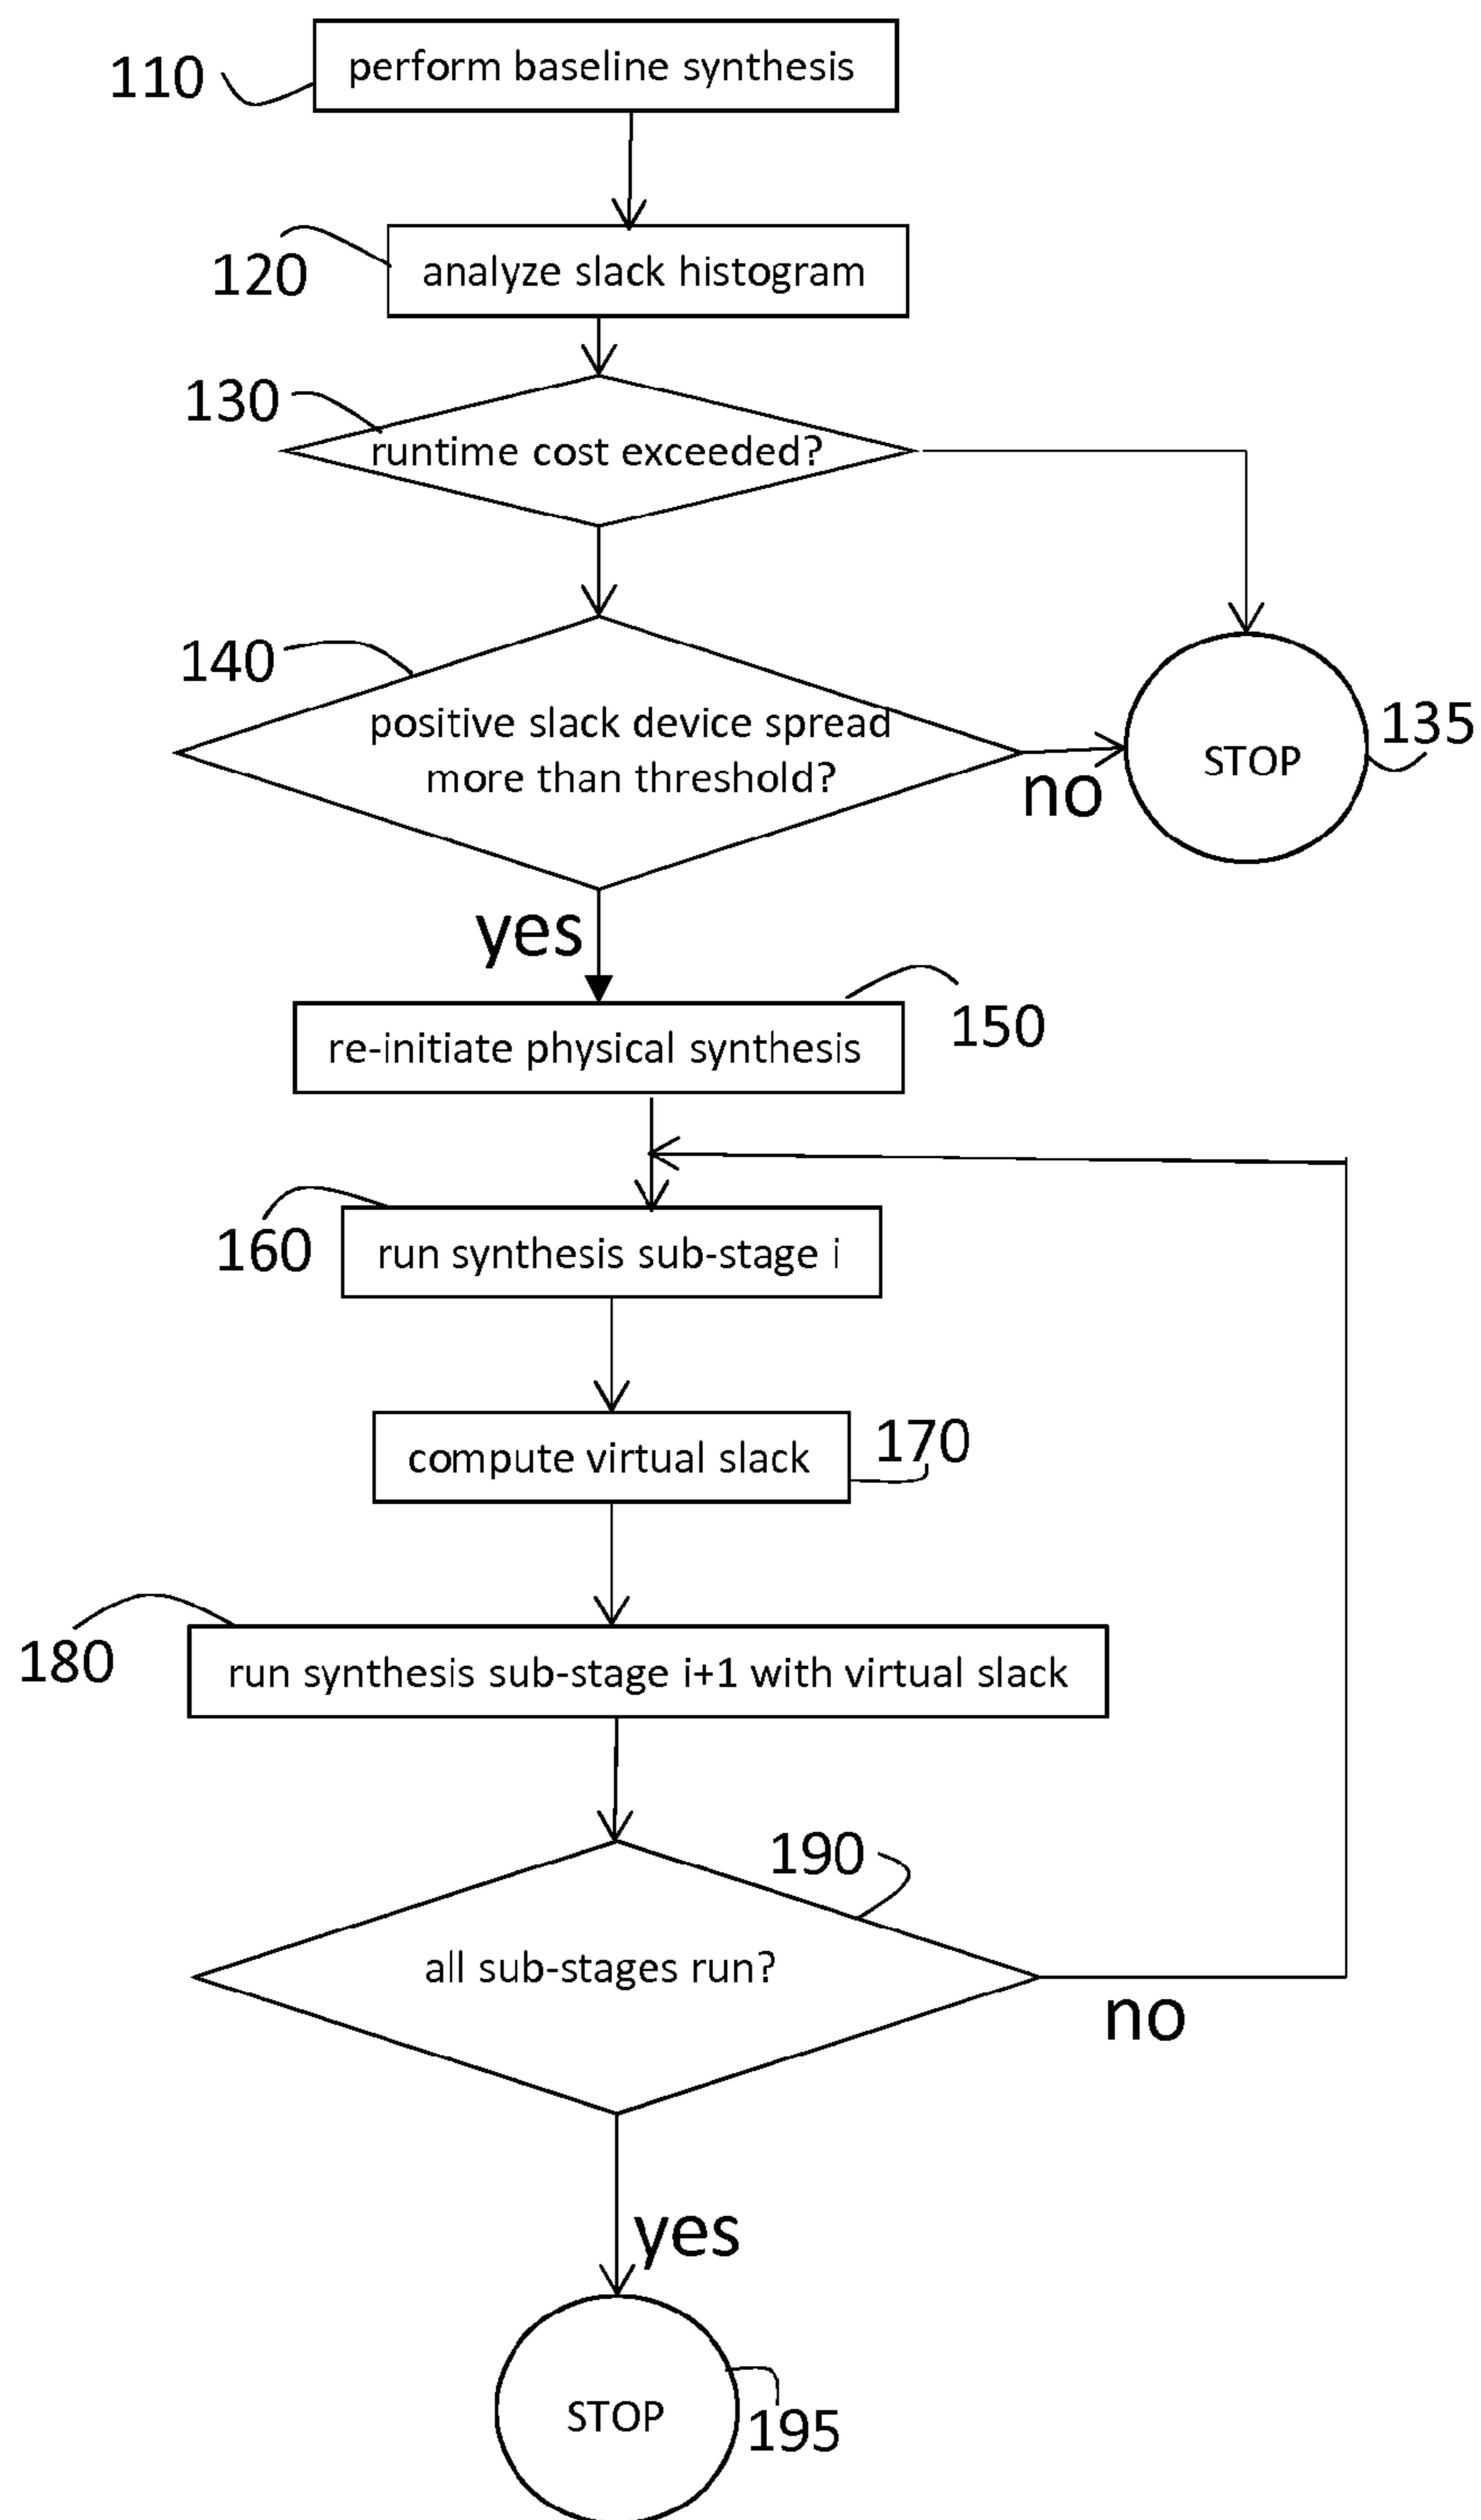 110
perform baseline synthesis
120
analyze slack histogram
130
runtime cost exceeded?
140
positive slack device spread
more than threshold?
no
STOP
135
yes
150
re-initiate physical synthesis
160
run synthesis sub-stage i
compute virtual slack
170
180
run synthesis sub-stage i+1 with virtual slack
190
all sub-stages run?
no
yes
STOP
195